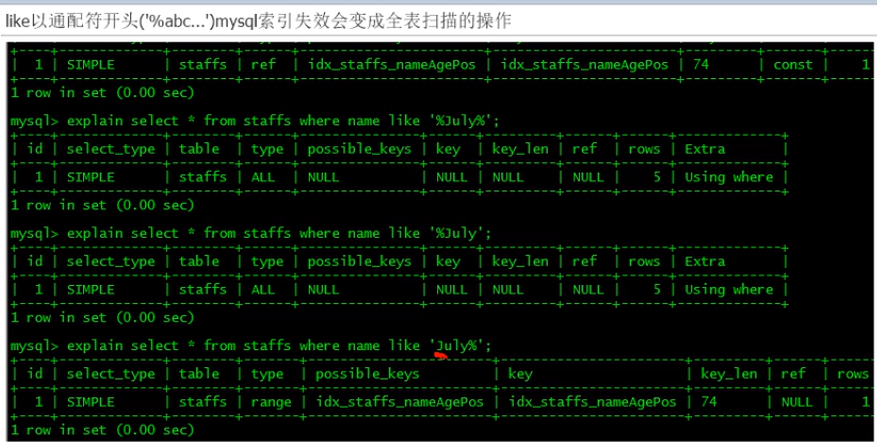 like以通配符开头('%abc...')mysql索引失效会变成全表扫描的操作
| 1 | SIMPLE | staffs | ref | idx_staffs_nameAgePos | idx_staffs_nameAgePos | 74 | const | 1
1 row in set (0.00 sec)
mysql> explain select * from staffs where name like '%July%';
| id | select_type | table | type | possible_keys | key | key_len | ref | rows | Extra |
| 1 | SIMPLE | staffs | ALL | NULL | NULL | NULL | NULL | 5 | Using where |
1 row in set (0.00 sec)
mysql> explain select * from staffs where name like '%July';
| id | select_type | table | type | possible_keys | key | key_len | ref | rows | Extra |
| 1 | SIMPLE | staffs | ALL | NULL | NULL | NULL | NULL | 5 | Using where |
1 row in set (0.00 sec)
mysql> explain select * from staffs where name like 'July%';
| id | select_type | table | type | possible_keys | key | key_len | ref | rows
| 1 | SIMPLE | staffs | range | idx_staffs_nameAgePos | idx_staffs_nameAgePos | 74 | NULL | 1
1 row in set (0.00 sec)